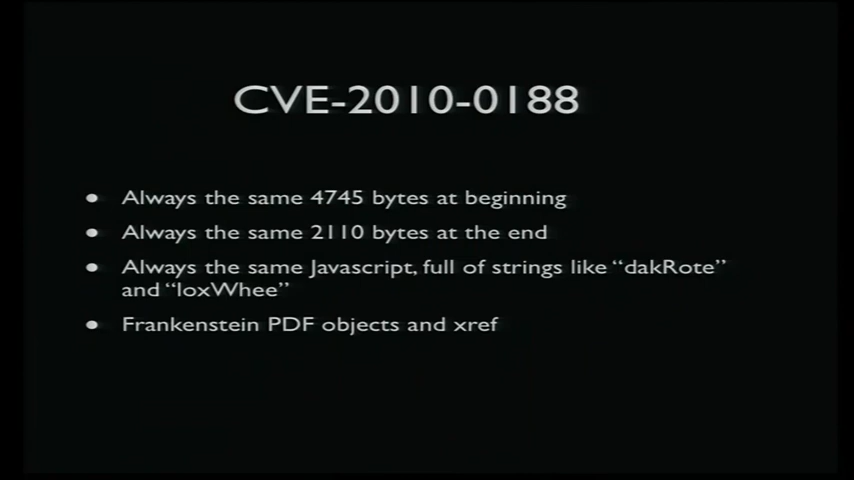 CVE-2010-0188
• Always the same 4745 bytes at beginning
• Always the same 2110 bytes at the end
• Always the same Javascript, full of strings like “dakRote”
and “loxWhee”
• Frankenstein PDF objects and xref